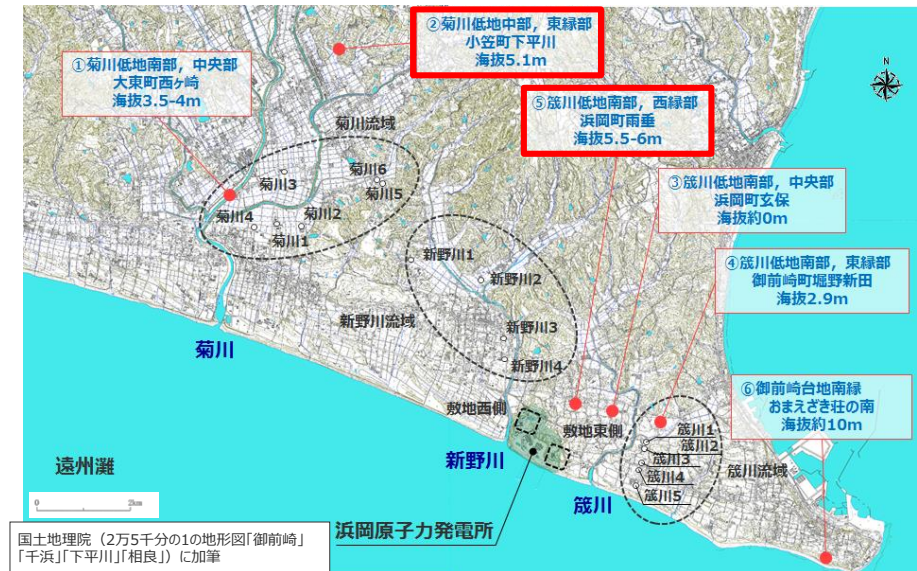 ②菊川低地中部，東縁部
小笠町下平川
海抜5.1m
①菊川低地南部，中央部
大東町西ヶ崎
海抜3.5-4m
⑤筬川低地南部，西縁部
浜岡町雨垂
海抜5.5-6m
菊川流域
③筬川低地南部，中央部
浜岡町玄保
海抜約0m
菊川3
菊川6
菊川5
菊川4
菊川2
菊川1
新野川1
新野川2
④筬川低地南部，東縁部
御前崎町堀野新田
海抜2.9m
新野川流域
新野川3
新野川4
菊川
⑥御前崎台地南縁
おまえざき荘の南
海抜約10m
敷地西側
敷地東側
筬川1
筬川2
筬川3
筬川4
筬川5
筬川流域
遠州灘
新野川
筬川
0
2km
浜岡原子力発電所
国土地理院（2万5千分の1の地形図「御前崎」
「千浜」「下平川」「相良」）に加筆